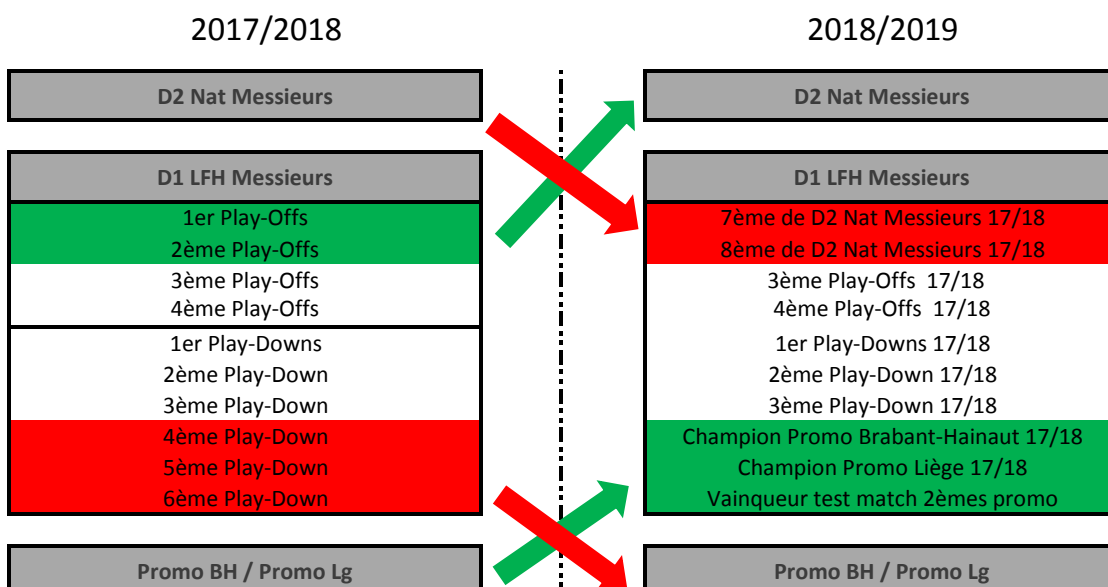 2017/2018
D2 Nat Messieurs
D1 LFH Messieurs
1er Play-Offs
2ème Play-Offs
3ème Play-Offs
4ème Play-Offs
1er Play-Downs
2ème Play-Down
3ème Play-Down
4ème Play-Down
5ème Play-Down
6ème Play-Down
Promo BH / Promo Lg
2018/2019
D2 Nat Messieurs
D1 LFH Messieurs
7ème de D2 Nat Messieurs 17/18
8ème de D2 Nat Messieurs 17/18
3ème Play-Offs 17/18
4ème Play-Offs 17/18
1er Play-Downs 17/18
2ème Play-Down 17/18
3ème Play-Down 17/18
Champion Promo Brabant-Hainaut 17/18
Champion Promo Liège 17/18
Vainqueur test match 2èmes promo
Promo BH / Promo Lg